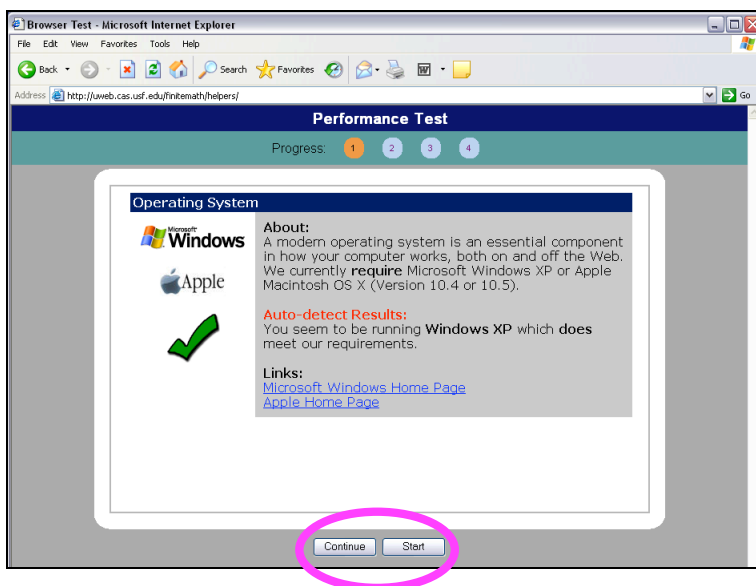 Browser Test - Microsoft Internet Explorer
File Edit View Favorites Tools Help
Back Search Favorites
Address http://uweb.cas.usf.edu/finitemath/helpers/ Go
Performance Test
Progress: 1 2 3 4
Operating System
Microsoft
Windows
Apple
About:
A modern operating system is an essential component
in how your computer works, both on and off the Web.
We currently require Microsoft Windows XP or Apple
Macintosh OS X (Version 10.4 or 10.5).
Auto-detect Results:
You seem to be running Windows XP which does
meet our requirements.
Links:
Microsoft Windows Home Page
Apple Home Page
Continue Start